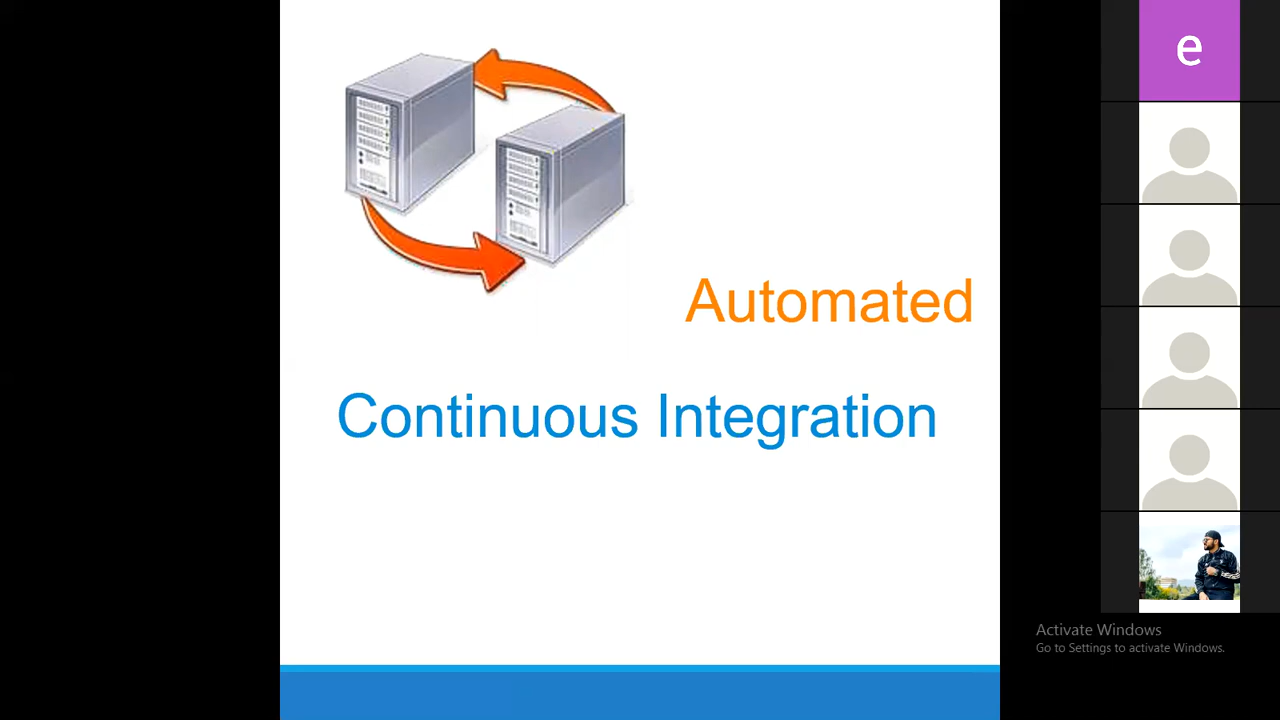 e
Automated
Continuous Integration
Activate Windows
Go to Settings to activate Windows.